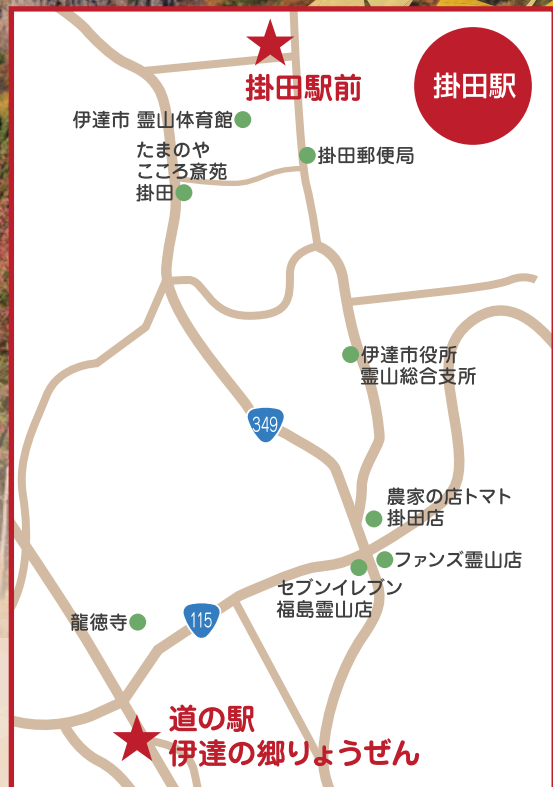 掛田駅
掛田駅前
伊達市 霊山体育館
たまのや
こころ斎苑
掛田
掛田郵便局
伊達市役所
霊山総合支所
349
農家の店トマト
掛田店
ファンズ霊山店
セブンイレブン
福島霊山店
龍徳寺
115
道の駅
伊達の郷りょうぜん